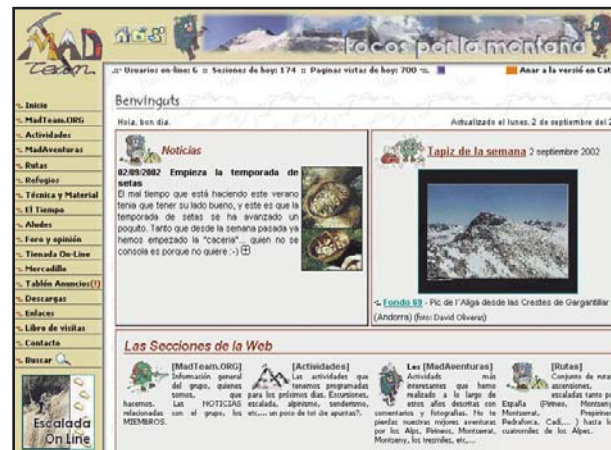 MAD
Team
Locos por la montaña
.:· Usuarios on-line: 6 :: Sesiones de hoy: 174 :: Paginas vistas de hoy: 700
Anar a la versió en Cat
Inicio
MadTeam.ORG
Actividades
MadAventuras
Rutas
Refugios
Técnica y Material
El Tiempo
Aludes
Foro y opinión
Tienada On-Line
Mercadillo
Tablón Anuncios(!)
Descargas
Enlaces
Libro de visitas
Contacto
Buscar
Escalada
On Line
Benvinguts
Hola, bon dia.
Actualizado el lunes, 2 de septiembre del 2
Noticias
02/09/2002 Empieza la temporada de
setas
El mal tiempo que está haciendo este verano
tenia que tener su lado bueno, y este es que la
temporada de setas se ha avanzado un
poquito. Tanto que desde la semana pasada ya
hemos empezado la "caceria"... quien no se
consola es porque no quiere :-)
Tapiz de la semana 2 septiembre 2002
Fondo 69 - Pic de l'Aliga desde las Crestes de Gargantillar
(Andorra) (foto: David Oliveras)
Las Secciones de la Web
[MadTeam.ORG]
Información general
del grupo, quienes
somos, que
hacemos. Las NOTICIAS
relacionadas con el grupo, los
MIEMBROS.
[Actividades]
Las actividades que
tenemos programadas
para los próximos dias. Excursiones,
escalada, alpinismo, senderismo,
etc,... un poco de tot ¿te apuntas?.
Les [MadAventuras]
Actividads más
interesantes que hemo
realizado a lo largo de
estos años descritas con
comentarios y fotografias. No te
pierdas nuestras mijores aventuras
por los Alps, Pirineos, Montserrat,
Montseny, los tresmiles, etc,...
[Rutas]
Conjunto de rutas
ascensiones,
escaladas tanto po
España (Pirineo, Montseny
Montserrat, Prepirineo
Pedraforca, Cadí,... ) hasta lo
cuatromiles de los Alpes.